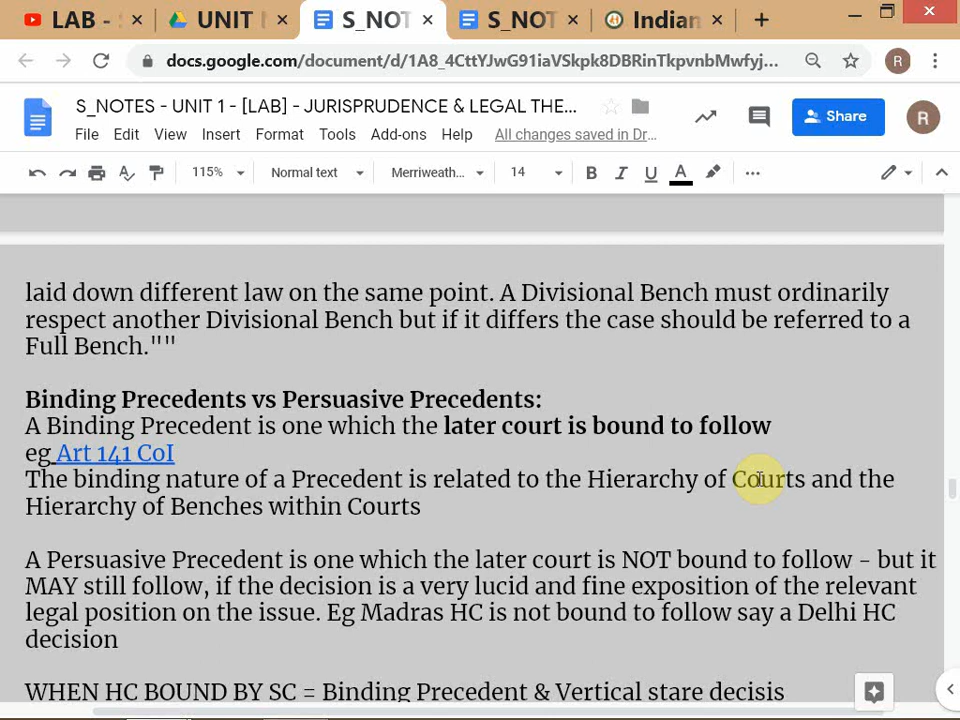 LAB -
UNIT
S_NOT
S_NOT
Indian
docs.google.com/document/d/1A8_4CttYJwG91iaVSkpk8DBRinTkpvnbMwfyj...
R
S_NOTES - UNIT 1 - [LAB] - JURISPRUDENCE & LEGAL THE...
Share
R
File Edit View Insert Format Tools Add-ons Help All changes saved in Dr...
115% Normal text Merriweath... 14 B I U A
laid down different law on the same point. A Divisional Bench must ordinarily
respect another Divisional Bench but if it differs the case should be referred to a
Full Bench.""
Binding Precedents vs Persuasive Precedents:
A Binding Precedent is one which the later court is bound to follow
eg Art 141 CoI
The binding nature of a Precedent is related to the Hierarchy of Courts and the
Hierarchy of Benches within Courts
A Persuasive Precedent is one which the later court is NOT bound to follow - but it
MAY still follow, if the decision is a very lucid and fine exposition of the relevant
legal position on the issue. Eg Madras HC is not bound to follow say a Delhi HC
decision
WHEN HC BOUND BY SC = Binding Precedent & Vertical stare decisis